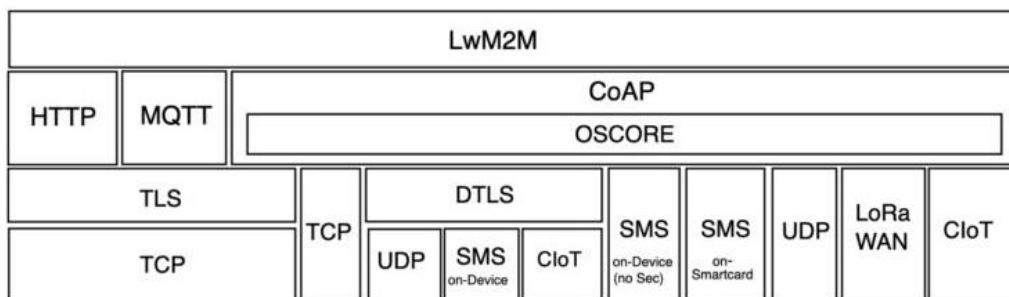 LwM2M
HTTP
MQTT
CoAP
OSCORE
TLS
TCP
TCP
DTLS
UDP
SMS
on-Device
CIoT
SMS
on-Device
(no Sec)
SMS
on-
Smartcard
UDP
LoRa
WAN
CIoT